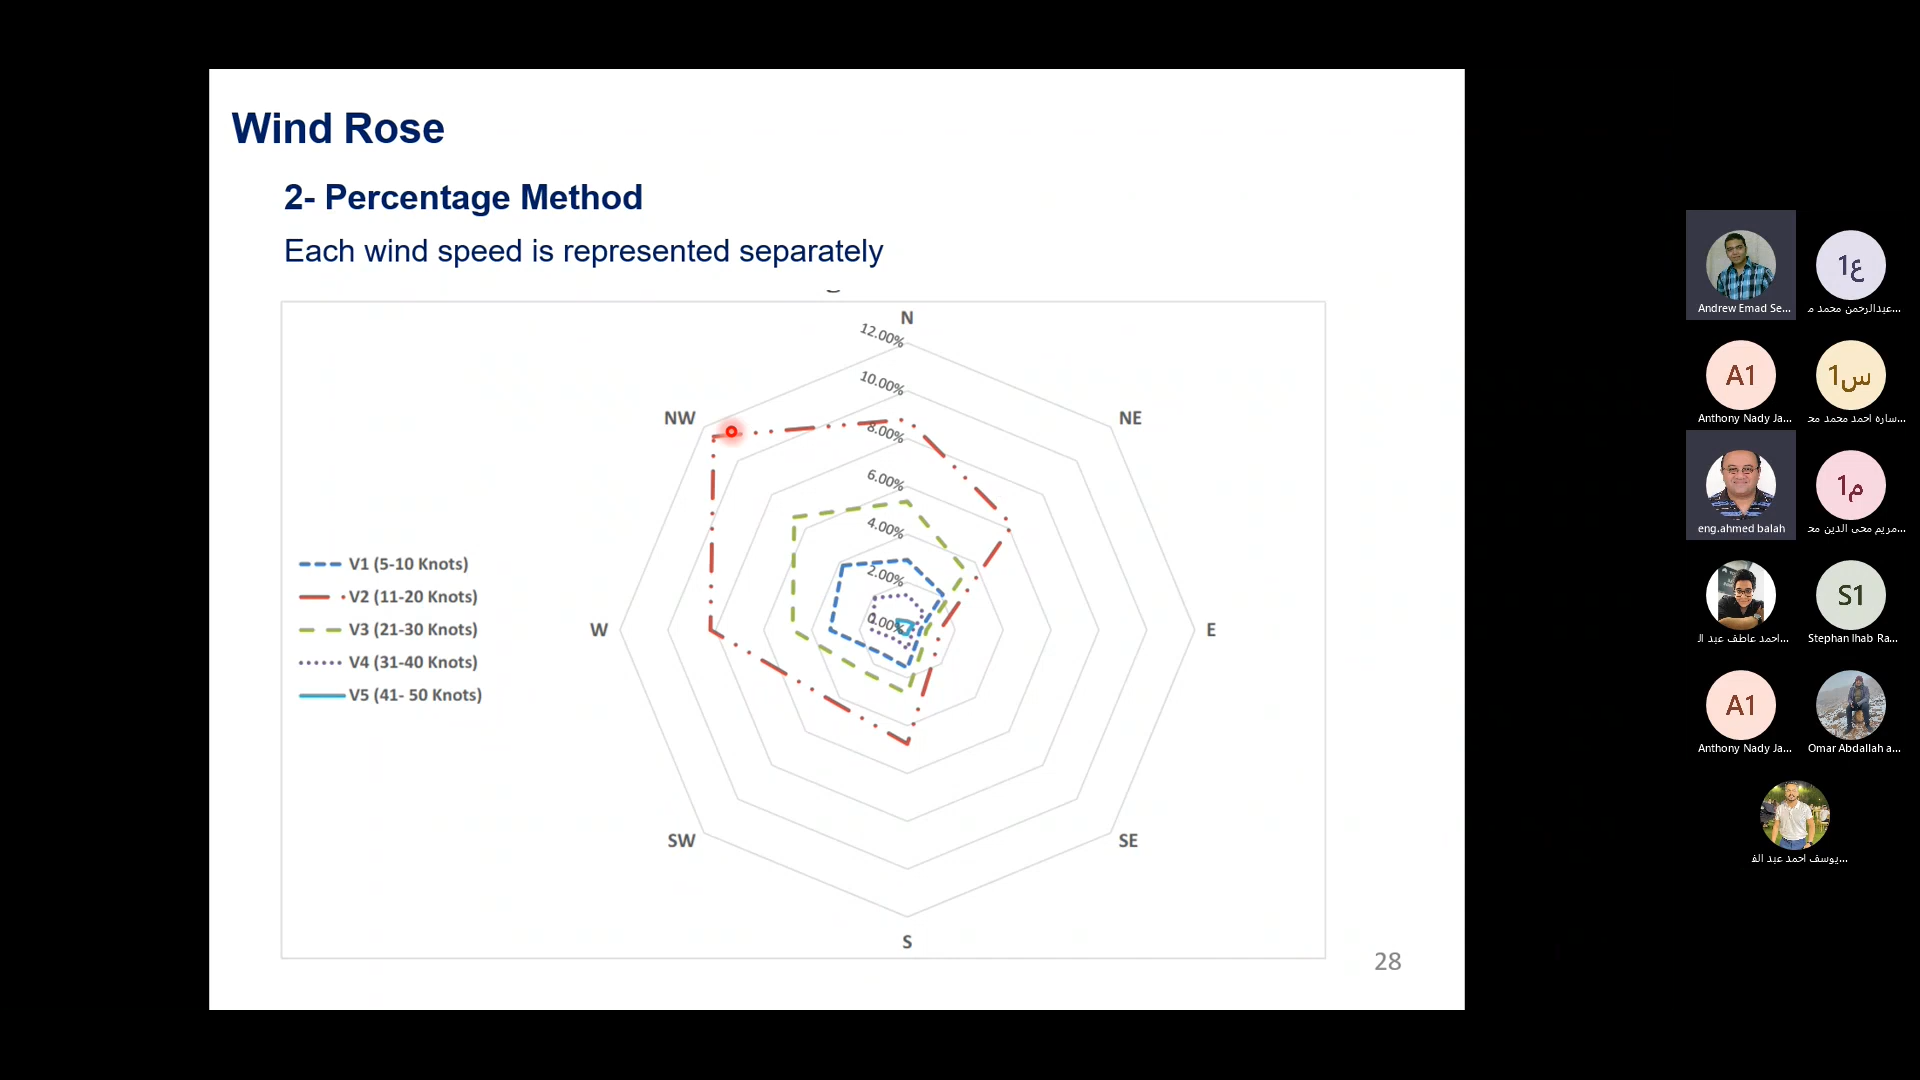 Wind Rose
2- Percentage Method
Each wind speed is represented separately
N
12.00%
10.00%
8.00%
6.00%
4.00%
2.00%
0.00%
NW
NE
W
E
SW
SE
S
V1 (5-10 Knots)
V2 (11-20 Knots)
V3 (21-30 Knots)
V4 (31-40 Knots)
V5 (41- 50 Knots)
28
Andrew Emad Se...
ع1
عبدالرحمن محمد م...
A1
Anthony Nady Ja...
س1
ساره احمد محمد مح...
eng.ahmed balah
م1
مريم محى الدين مح...
احمد عاطف عبد ال...
S1
Stephan Ihab Ra...
A1
Anthony Nady Ja...
Omar Abdallah a...
يوسف احمد عبد الف...